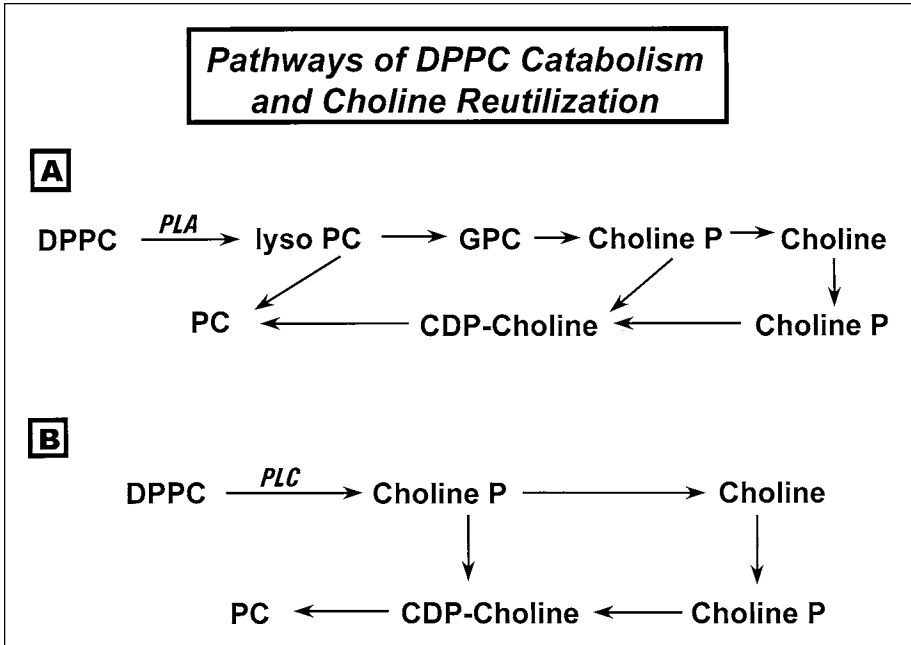 Pathways of DPPC Catabolism
and Choline Reutilization
A
PLA
DPPC lyso PC GPC Choline P Choline
PC CDP-Choline Choline P
B
PLC
DPPC Choline P Choline
PC CDP-Choline Choline P